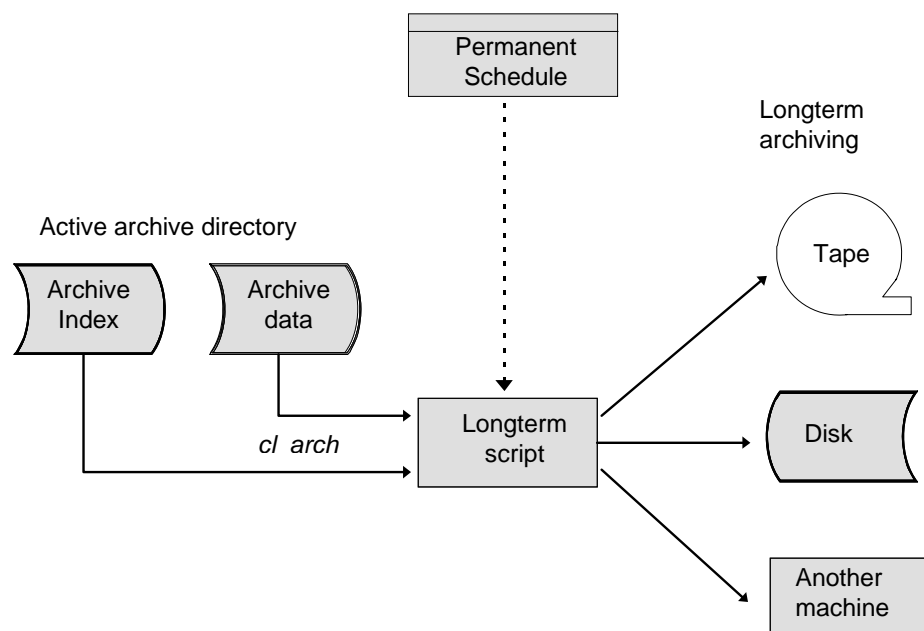 Permanent
Schedule
Longterm
archiving
Active archive directory
Tape
Archive
Index
Archive
data
Longterm
script
Disk
cl arch
Another
machine